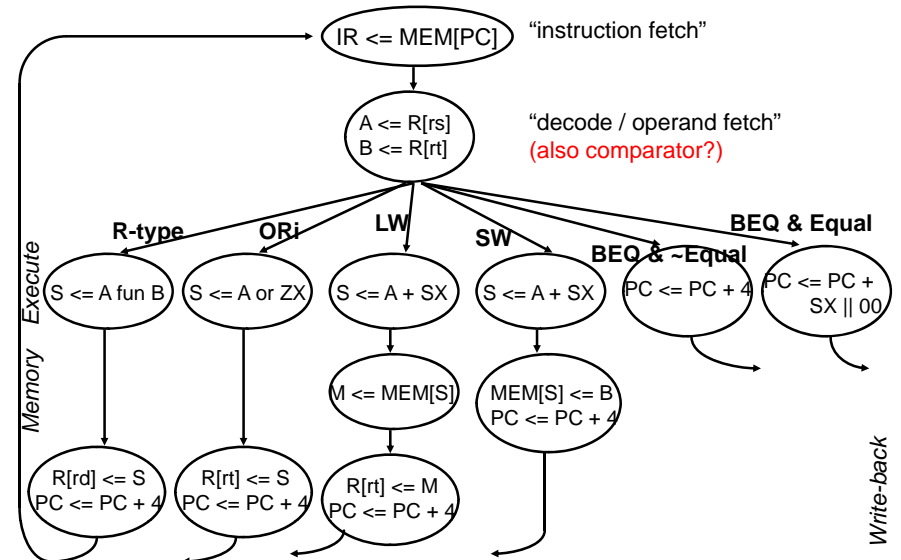 IR <= MEM[PC]
“instruction fetch”
A <= R[rs]
B <= R[rt]
“decode / operand fetch”
(also comparator?)
R-type
ORi
LW
SW
BEQ & ~Equal
BEQ & Equal
Execute
S <= A fun B
S <= A or ZX
S <= A + SX
S <= A + SX
PC <= PC + 4
PC <= PC +
SX || 00
Memory
M <= MEM[S]
MEM[S] <= B
PC <= PC + 4
R[rd] <= S
PC <= PC + 4
R[rt] <= S
PC <= PC + 4
R[rt] <= M
PC <= PC + 4
Write-back